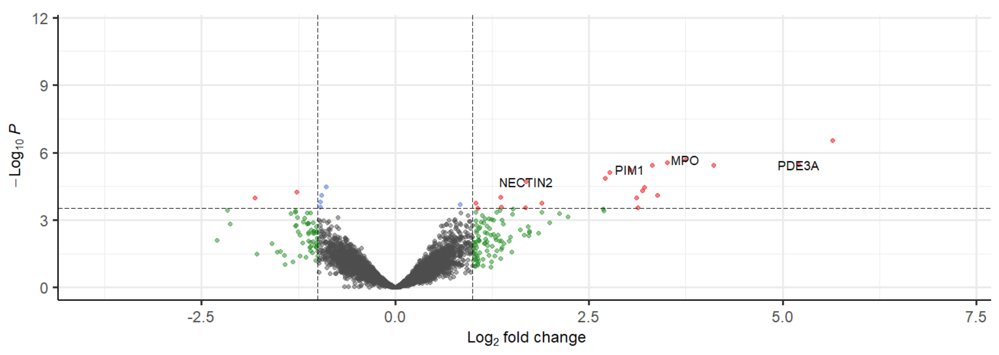 12
9
6
3
0
−Log10 P
MPO
PDE3A
PIM1
NECTIN2
-2.5
0.0
2.5
5.0
7.5
Log2 fold change